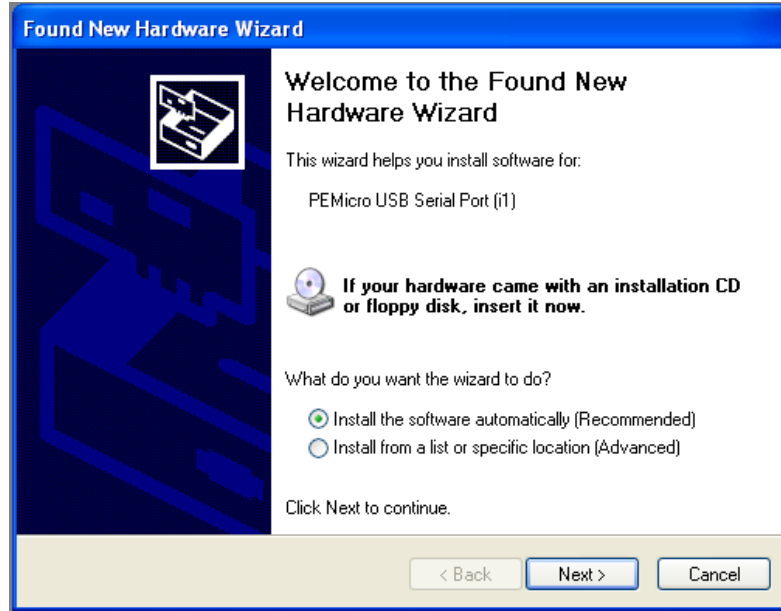 Found New Hardware Wizard
Welcome to the Found New
Hardware Wizard
This wizard helps you install software for:
PEMicro USB Serial Port (i1)
If your hardware came with an installation CD
or floppy disk, insert it now.
What do you want the wizard to do?
Install the software automatically (Recommended)
Install from a list or specific location (Advanced)
Click Next to continue.
< Back Next > Cancel